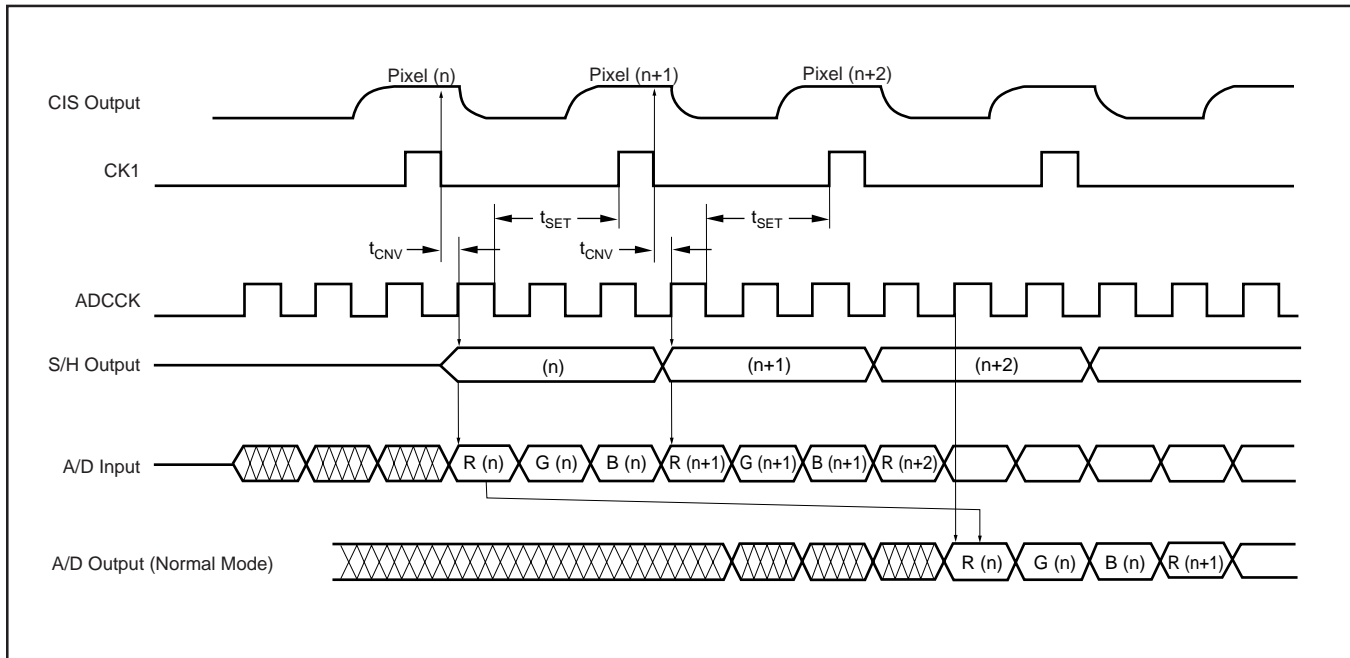 Pixel (n) Pixel (n+1) Pixel (n+2)
CIS Output
CK1
tSET tSET
tCNV tCNV
ADCCK
S/H Output (n) (n+1) (n+2)
A/D Input R (n) G (n) B (n) R (n+1) G (n+1) B (n+1) R (n+2)
A/D Output (Normal Mode) R (n) G (n) B (n) R (n+1)